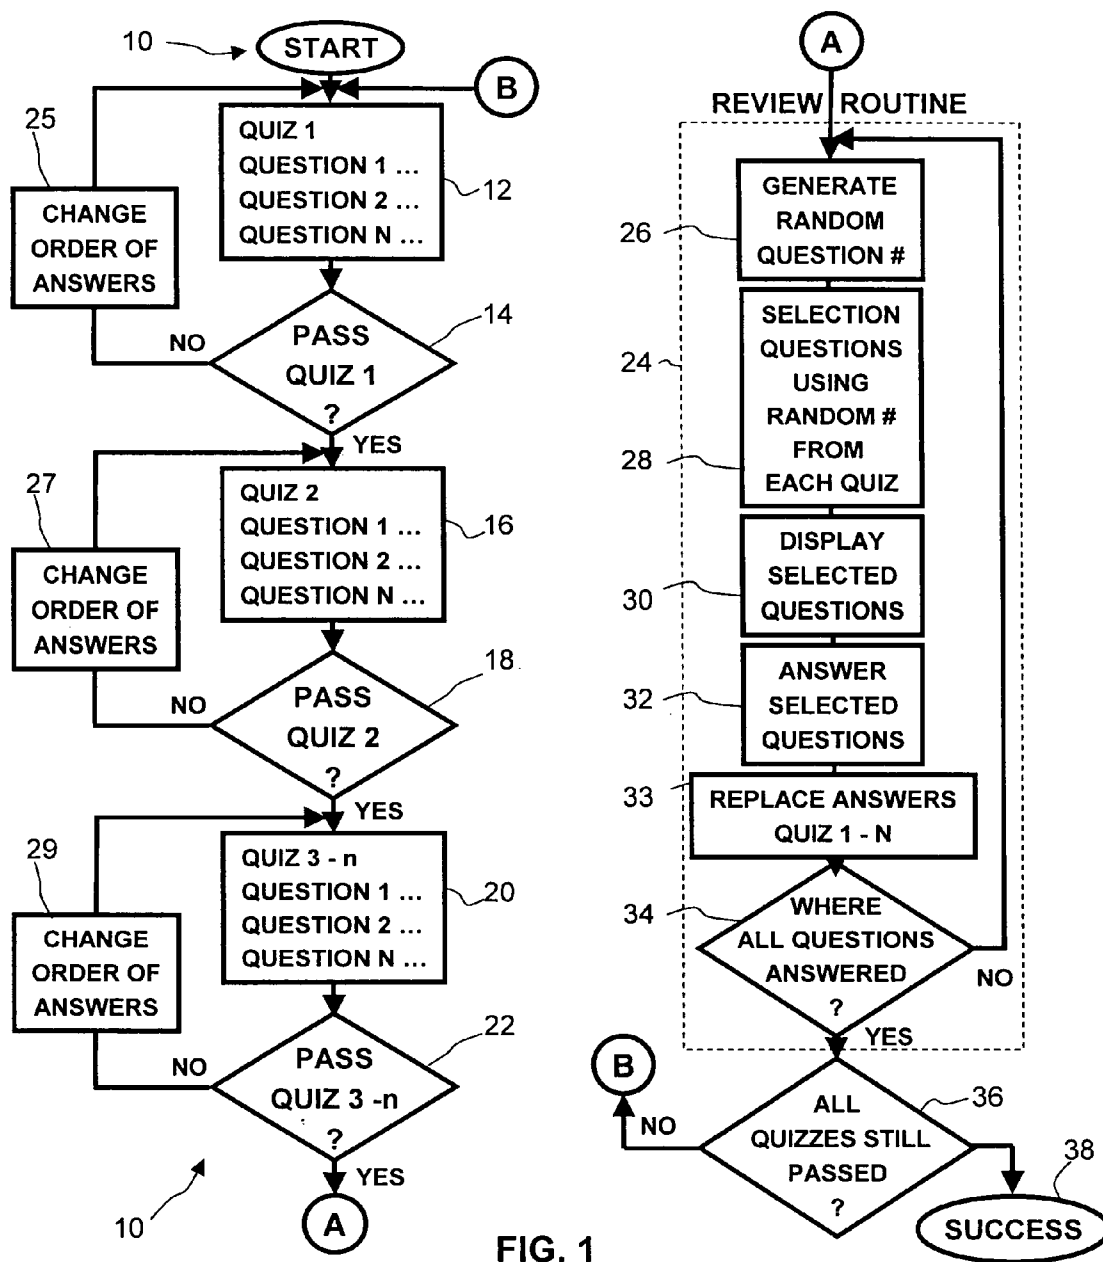 10
START
B
25
QUIZ 1
QUESTION 1 ...
QUESTION 2 ...
QUESTION N ...
12
CHANGE
ORDER OF
ANSWERS
14
NO
PASS
QUIZ 1
?
YES
27
QUIZ 2
QUESTION 1 ...
QUESTION 2 ...
QUESTION N ...
16
CHANGE
ORDER OF
ANSWERS
18
NO
PASS
QUIZ 2
?
YES
29
QUIZ 3 - n
QUESTION 1 ...
QUESTION 2 ...
QUESTION N ...
20
CHANGE
ORDER OF
ANSWERS
22
NO
PASS
QUIZ 3 -n
?
YES
10
A
A
REVIEW ROUTINE
GENERATE
RANDOM
QUESTION #
26
SELECTION
QUESTIONS
USING
RANDOM #
FROM
EACH QUIZ
24
28
DISPLAY
SELECTED
QUESTIONS
30
ANSWER
SELECTED
QUESTIONS
32
33
REPLACE ANSWERS
QUIZ 1 - N
34
WHERE
ALL QUESTIONS
ANSWERED
?
NO
YES
B
NO
ALL
QUIZZES STILL
PASSED
?
36
38
SUCCESS
FIG. 1